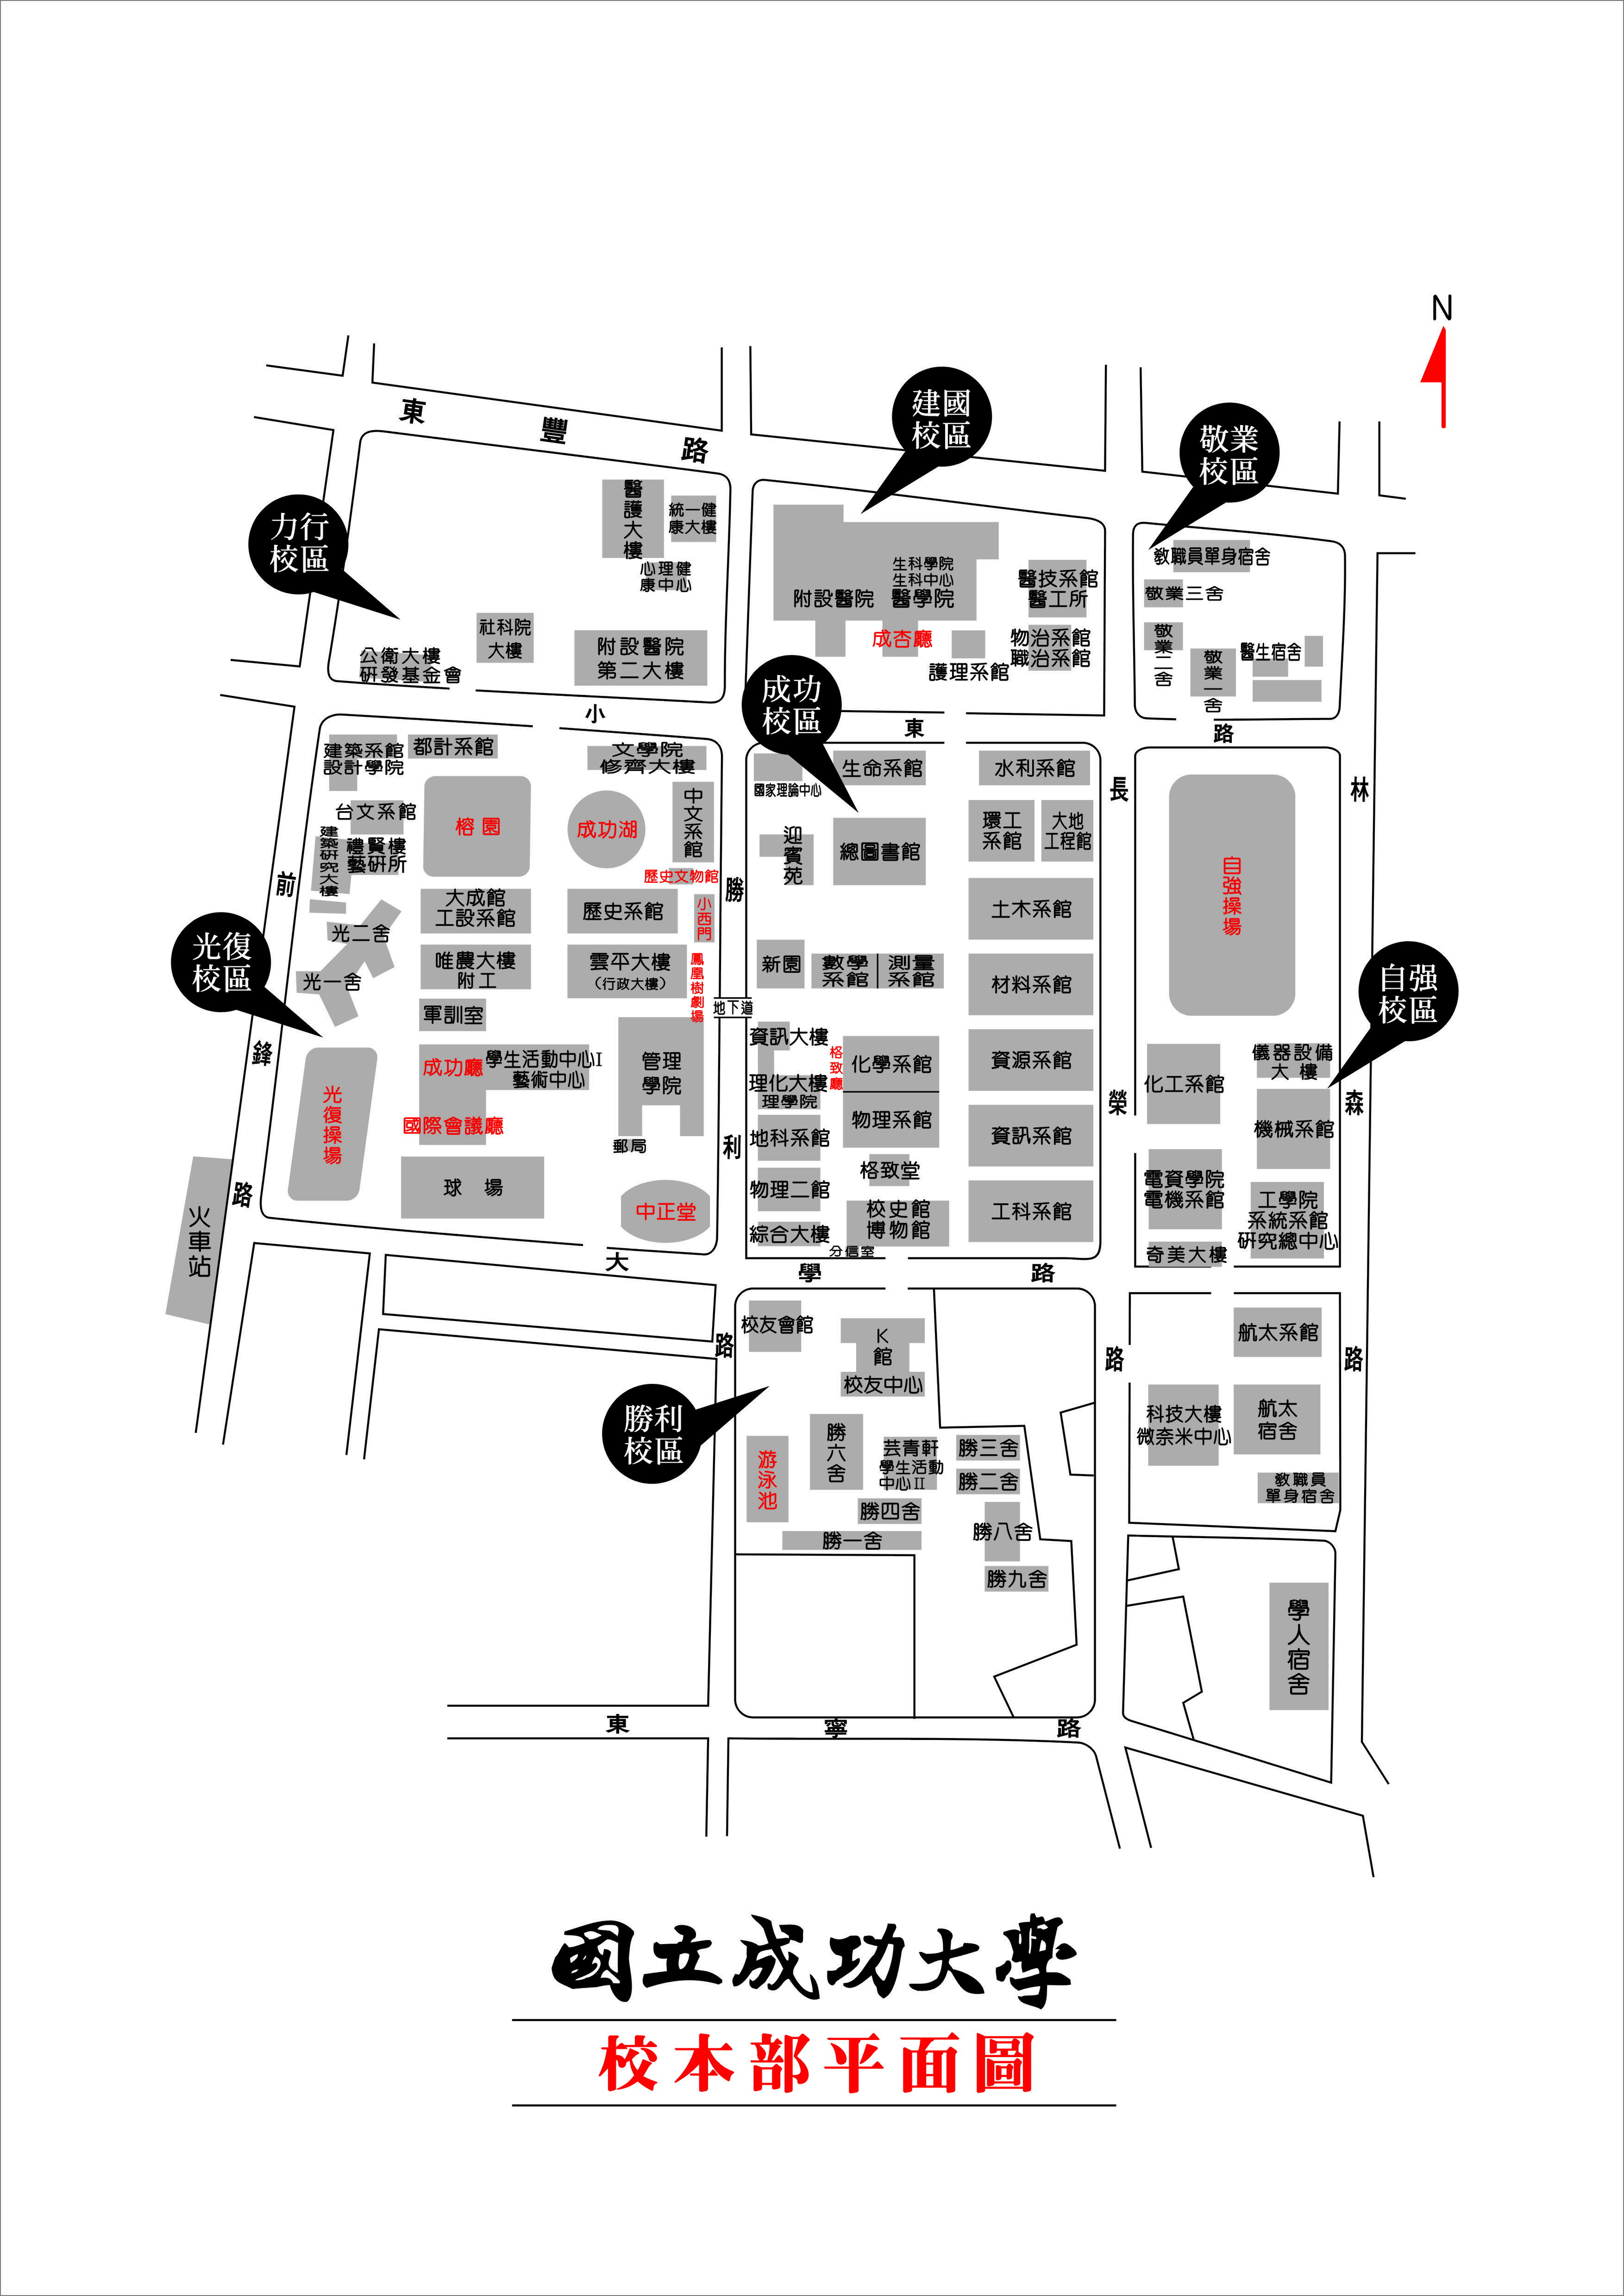 N
東豐路
建國
校區
敬業
校區
力行
校區
醫護大樓
統一健
康大樓
心理健
康中心
社科院
大樓
附設醫院
第二大樓
公衛大樓
研發基金會
生科學院
生科中心
附設醫院
醫學院
成杏廳
護理系館
醫技系館
醫工所
物治系館
職治系館
教職員單身宿舍
敬業三舍
敬業二舍
敬業一舍
醫生宿舍
成功
校區
小東路
建築系館
設計學院
都計系館
台文系館
建築研究大樓
禮賢樓
藝研所
榕園
文學院
修齊大樓
成功湖
中文系館
歷史文物館
大成館
工設系館
歷史系館
小西門
光二舍
光一舍
唯農大樓
附工
雲平大樓
(行政大樓)
鳳凰樹劇場
地下道
軍訓室
成功廳
學生活動中心I
藝術中心
國際會議廳
管理
學院
郵局
光復
校區
光復操場
球場
中正堂
火車站
前鋒路
勝利路
國家理論中心
生命系館
水利系館
迎賓苑
總圖書館
環工
系館
大地
工程館
土木系館
新園
數學
系館
測量
系館
材料系館
資訊大樓
格致廳
化學系館
資源系館
理化大樓
理學院
物理系館
地科系館
資訊系館
格致堂
物理二館
校史館
博物館
工科系館
綜合大樓
分信室
長榮路
林森路
自強操場
自強
校區
化工系館
儀器設備
大樓
機械系館
電資學院
電機系館
工學院
系統系館
研究總中心
奇美大樓
大學路
校友會館
K
館
校友中心
勝利
校區
游泳池
勝六舍
芸青軒
學生活動
中心II
勝三舍
勝二舍
勝四舍
勝一舍
勝八舍
勝九舍
航太系館
科技大樓
微奈米中心
航太
宿舍
教職員
單身宿舍
學人宿舍
東寧路
國立成功大學
校本部平面圖